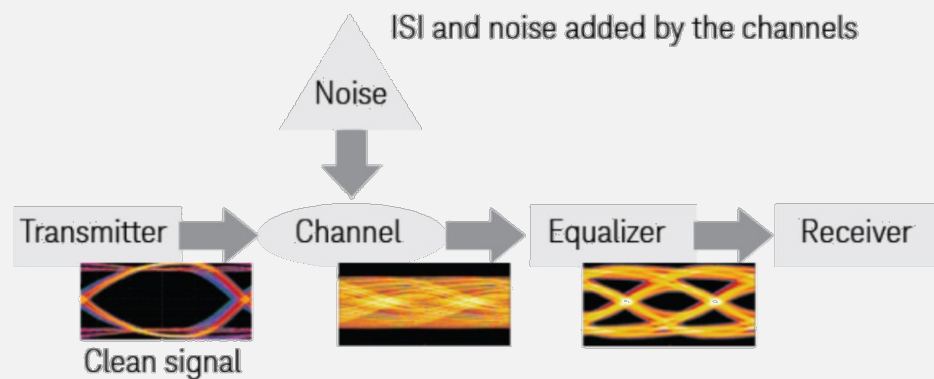 ISI and noise added by the channels
Noise
Transmitter
Channel
Equalizer
Receiver
Clean signal